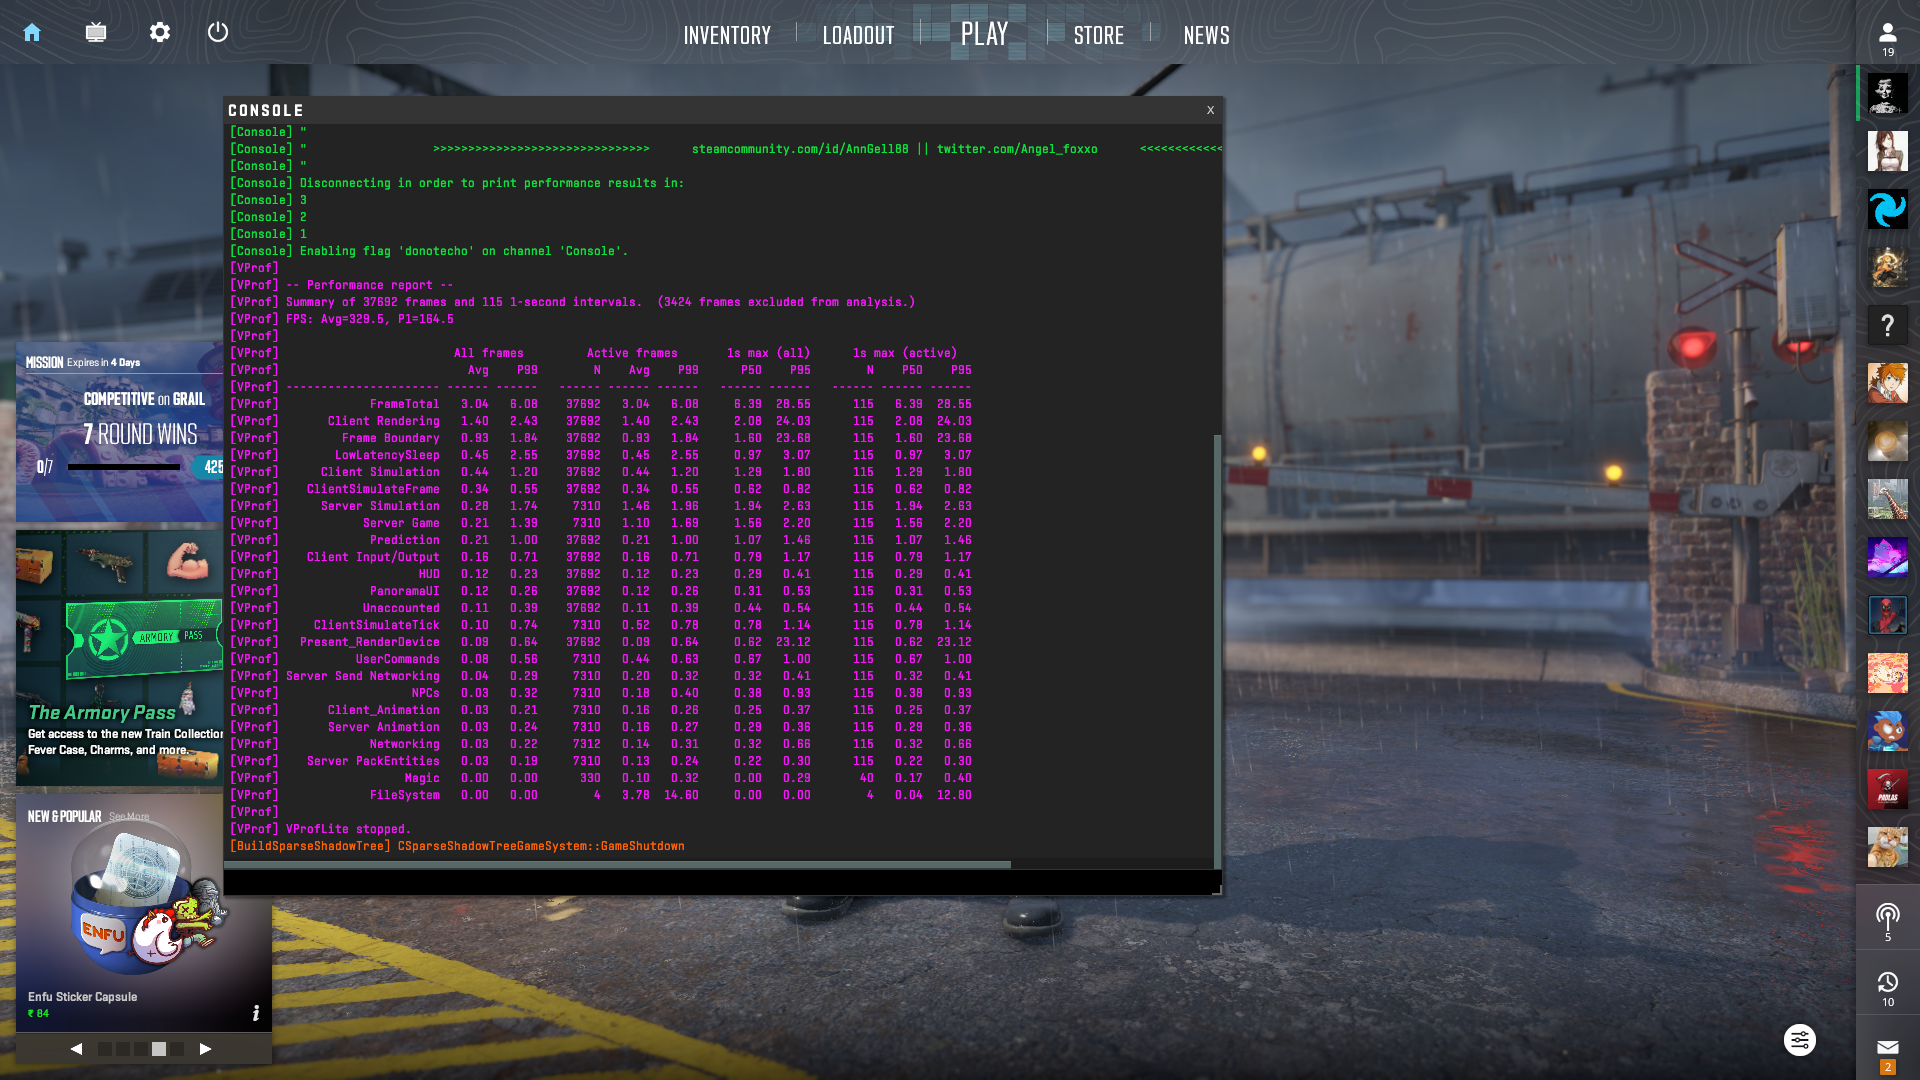 INVENTORY
LOADOUT
PLAY
STORE
NEWS
19
CONSOLE
X
[Console] "
[Console] " >>>>>>>>>>>>>>>>>>>>>>>>>>>>>>> steamcommunity.com/id/AnnGell88 || twitter.com/Angel_foxxo <<<<<<<<<<<<
[Console] "
[Console] Disconnecting in order to print performance results in:
[Console] 3
[Console] 2
[Console] 1
[Console] Enabling flag 'donotecho' on channel 'Console'.
[VProf]
[VProf] -- Performance report --
[VProf] Summary of 37692 frames and 115 1-second intervals. (3424 frames excluded from analysis.)
[VProf] FPS: Avg=329.5, P1=164.5
[VProf]
[VProf] All frames Active frames 1s max (all) 1s max (active)
[VProf] Avg P99 N Avg P99 P50 P95 N P50 P95
[VProf] ---------------------- ------ ------ ------ ------ ------ ------ ------ ------ ------ ------
[VProf] FrameTotal 3.04 6.08 37692 3.04 6.08 6.39 28.55 115 6.39 28.55
[VProf] Client Rendering 1.40 2.43 37692 1.40 2.43 2.08 24.03 115 2.08 24.03
[VProf] Frame Boundary 0.93 1.84 37692 0.93 1.84 1.60 23.68 115 1.60 23.68
[VProf] LowLatencySleep 0.45 2.55 37692 0.45 2.55 0.97 3.07 115 0.97 3.07
[VProf] Client Simulation 0.44 1.20 37692 0.44 1.20 1.29 1.80 115 1.29 1.80
[VProf] ClientSimulateFrame 0.34 0.55 37692 0.34 0.55 0.62 0.82 115 0.62 0.82
[VProf] Server Simulation 0.28 1.74 7310 1.46 1.96 1.94 2.63 115 1.94 2.63
[VProf] Server Game 0.21 1.39 7310 1.10 1.69 1.56 2.20 115 1.56 2.20
[VProf] Prediction 0.21 1.00 37692 0.21 1.00 1.07 1.46 115 1.07 1.46
[VProf] Client Input/Output 0.16 0.71 37692 0.16 0.71 0.79 1.17 115 0.79 1.17
[VProf] HUD 0.12 0.23 37692 0.12 0.23 0.29 0.41 115 0.29 0.41
[VProf] PanoramaUI 0.12 0.26 37692 0.12 0.26 0.31 0.53 115 0.31 0.53
[VProf] Unaccounted 0.11 0.39 37692 0.11 0.39 0.44 0.54 115 0.44 0.54
[VProf] ClientSimulateTick 0.10 0.74 7310 0.52 0.78 0.78 1.14 115 0.78 1.14
[VProf] Present_RenderDevice 0.09 0.64 37692 0.09 0.64 0.62 23.12 115 0.62 23.12
[VProf] UserCommands 0.08 0.56 7310 0.44 0.63 0.67 1.00 115 0.67 1.00
[VProf] Server Send Networking 0.04 0.29 7310 0.20 0.32 0.32 0.41 115 0.32 0.41
[VProf] NPCs 0.03 0.32 7310 0.18 0.40 0.38 0.93 115 0.38 0.93
[VProf] Client_Animation 0.03 0.21 7310 0.16 0.26 0.25 0.37 115 0.25 0.37
[VProf] Server Animation 0.03 0.24 7310 0.16 0.27 0.29 0.36 115 0.29 0.36
[VProf] Networking 0.03 0.22 7312 0.14 0.31 0.32 0.66 115 0.32 0.66
[VProf] Server PackEntities 0.03 0.19 7310 0.13 0.24 0.22 0.30 115 0.22 0.30
[VProf] Magic 0.00 0.00 330 0.10 0.32 0.00 0.29 40 0.17 0.40
[VProf] FileSystem 0.00 0.00 4 3.78 14.60 0.00 0.00 4 0.04 12.80
[VProf]
[VProf] VProfLite stopped.
[BuildSparseShadowTree] CSparseShadowTreeGameSystem::GameShutdown
MISSION Expires in 4 Days
COMPETITIVE on GRAIL
7 ROUND WINS
0/7
425
ARMORY PASS
The Armory Pass
Get access to the new Train Collection
Fever Case, Charms, and more.
NEW & POPULAR See More
ENFU
Enfu Sticker Capsule
₹ 84
i
?
5
10
2